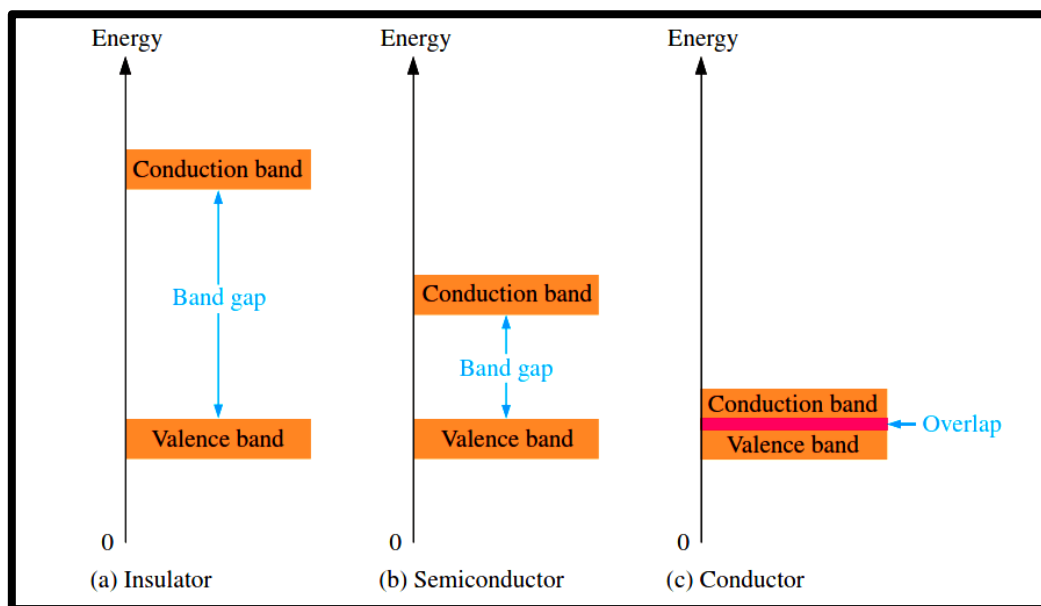 Energy
Conduction band
Band gap
Valence band
0
(a) Insulator
Energy
Conduction band
Band gap
Valence band
0
(b) Semiconductor
Energy
Conduction band
Overlap
Valence band
0
(c) Conductor